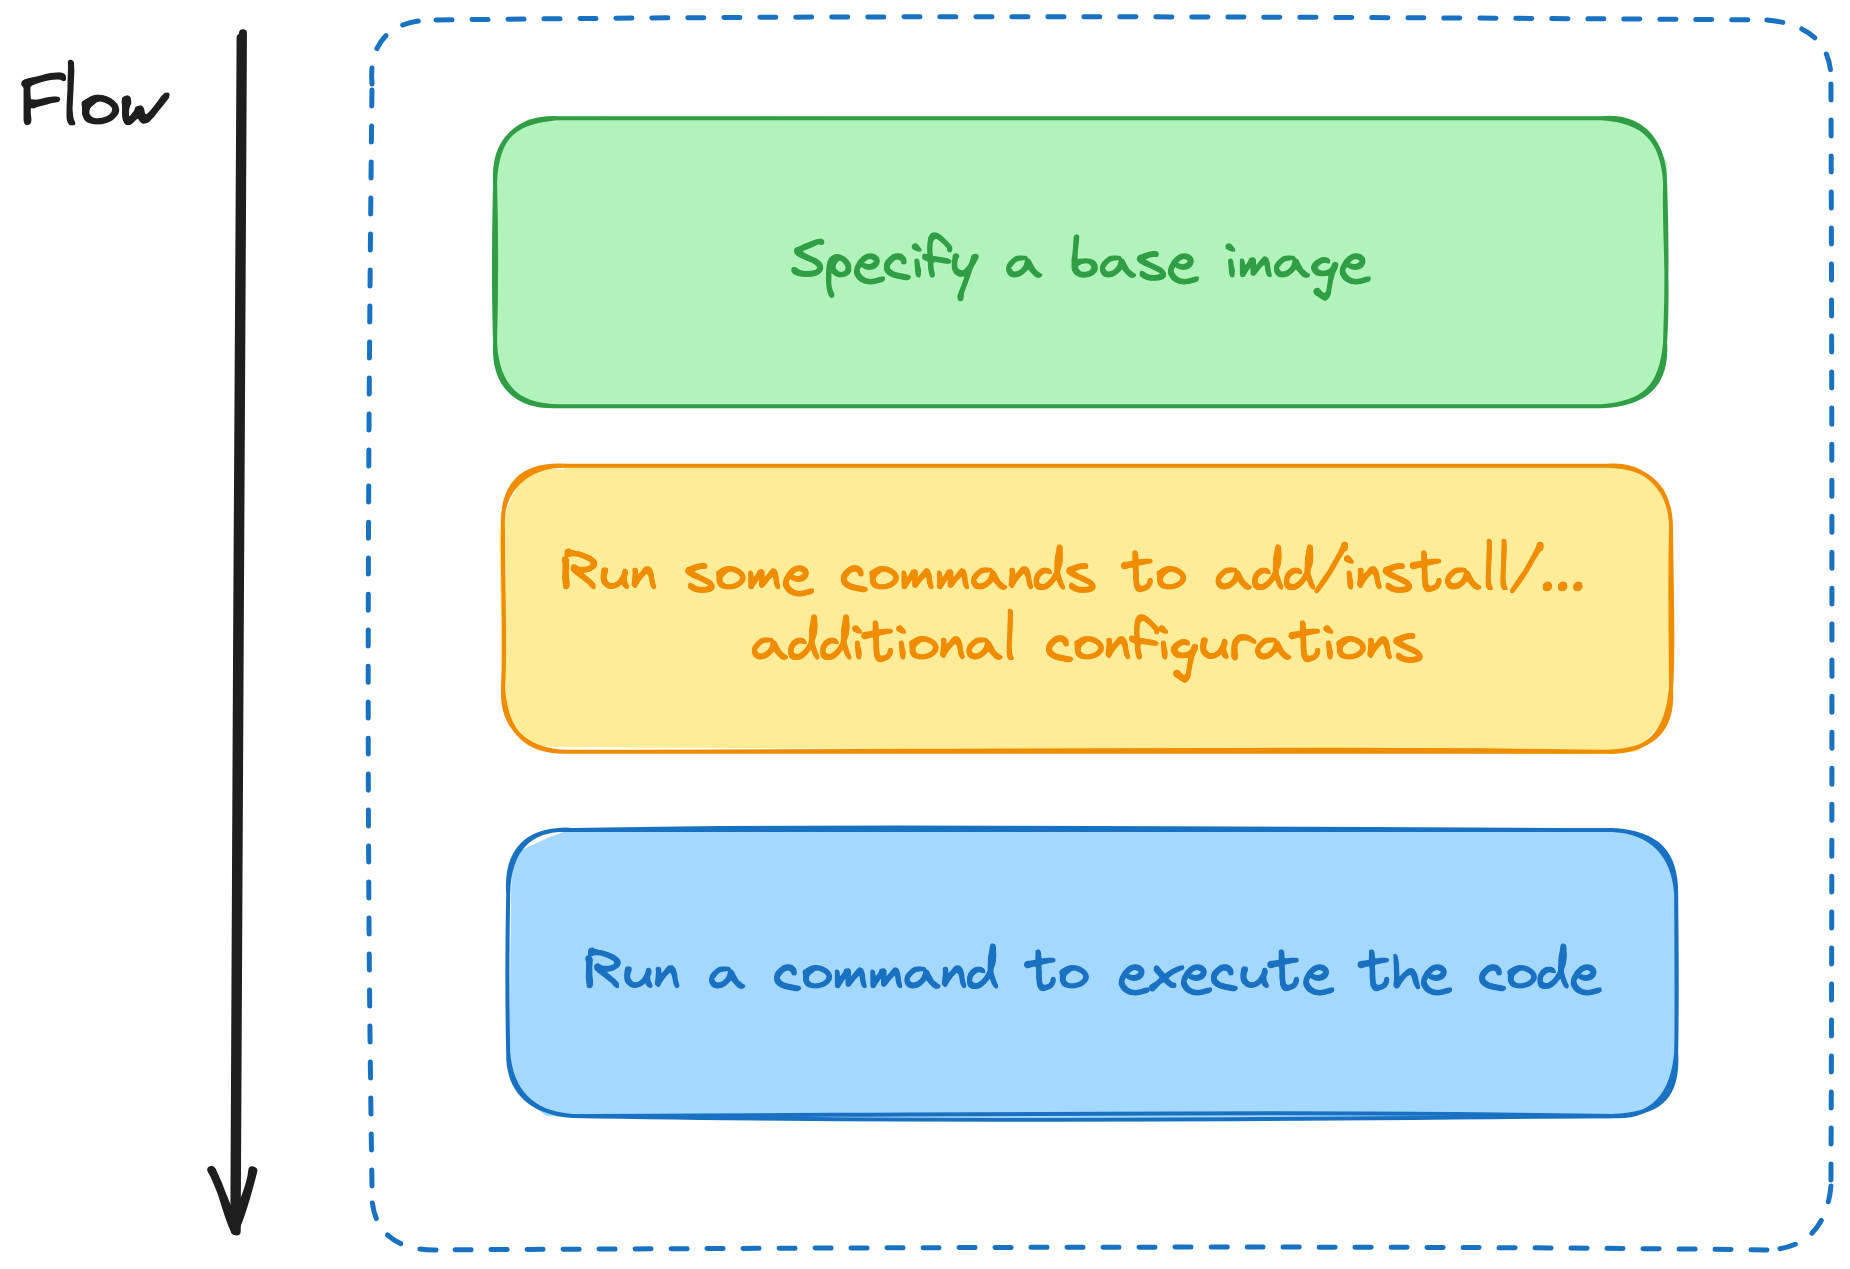 Flow
Specify a base image
Run some commands to add/install/...
additional configurations
Run a command to execute the code